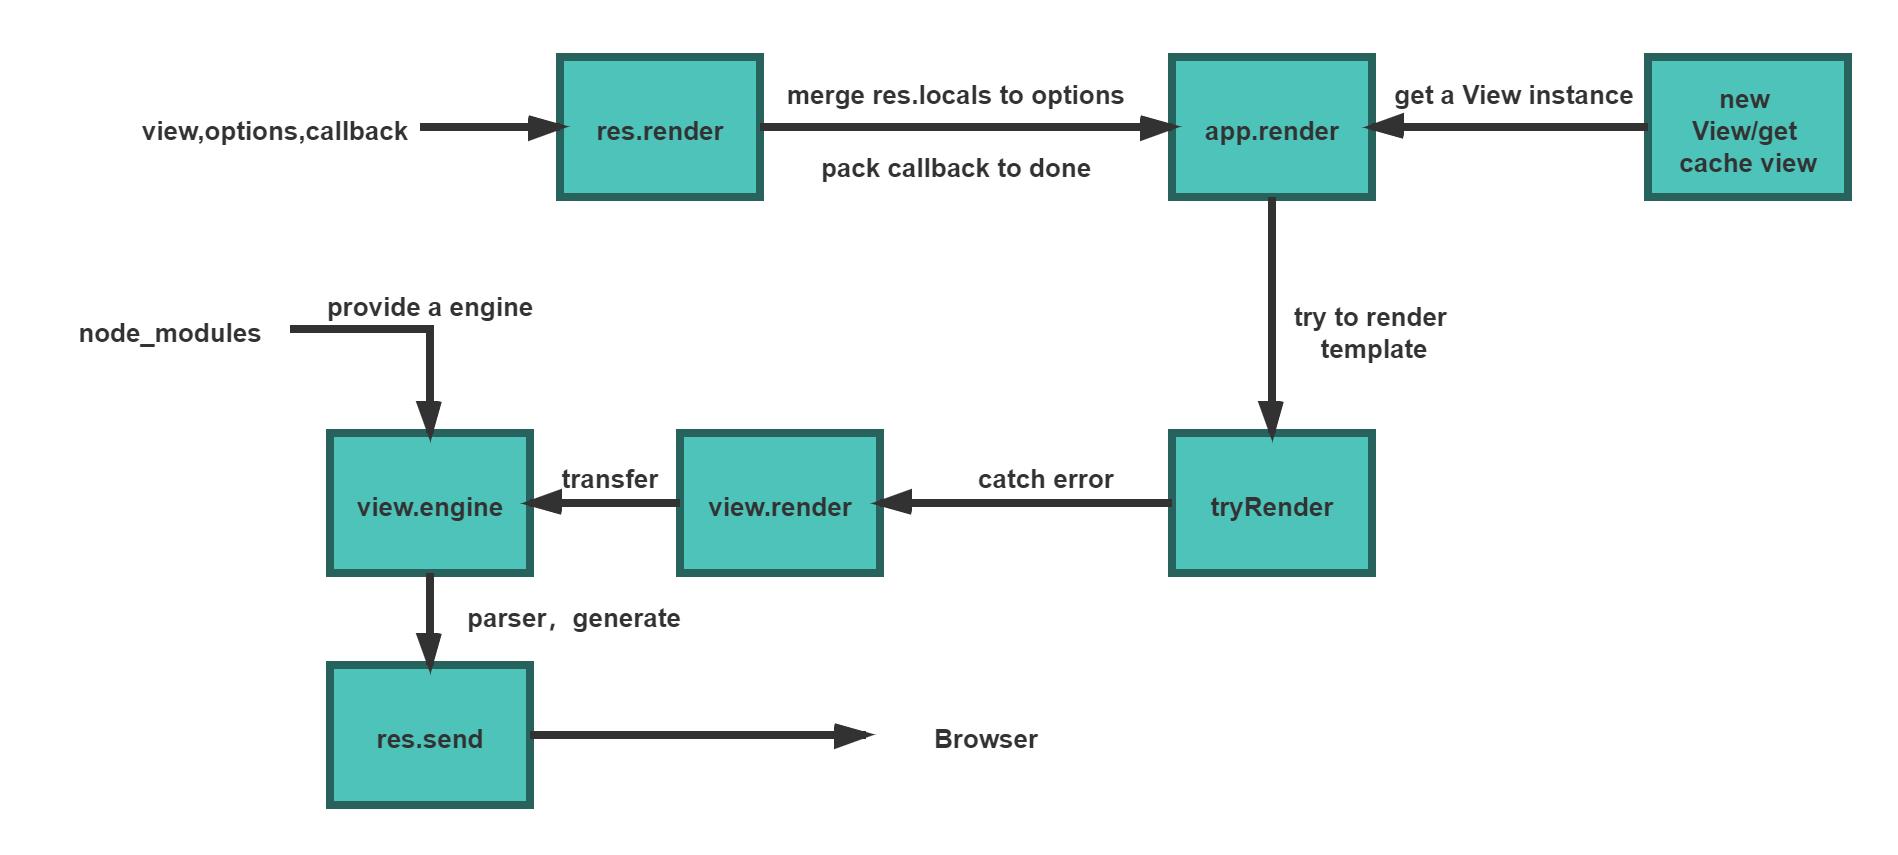 view,options,callback
res.render
merge res.locals to options
pack callback to done
app.render
get a View instance
new
View/get
cache view
try to render
template
node_modules
provide a engine
view.engine
transfer
view.render
catch error
tryRender
parser，generate
res.send
Browser